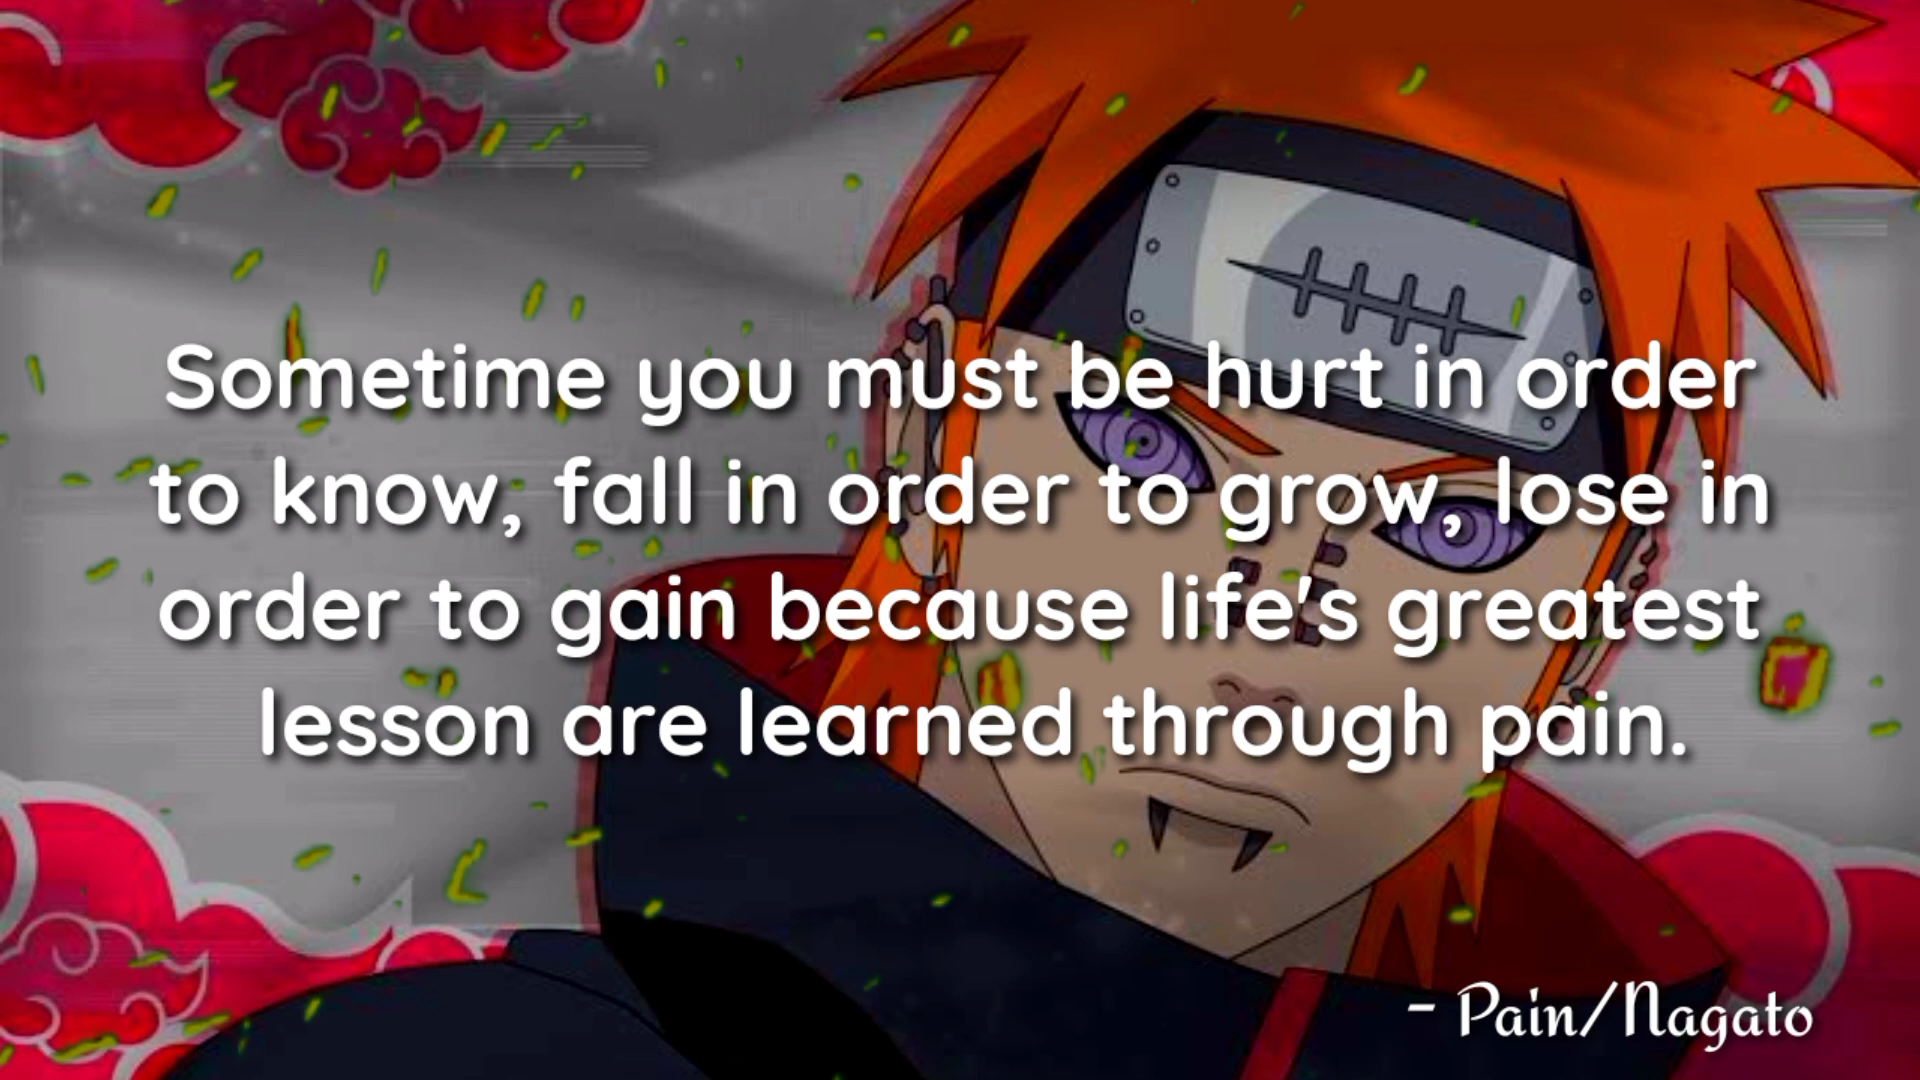 Sometime you must be hurt in order
to know, fall in order to grow, lose in
order to gain because life's greatest
lesson are learned through pain.
- Pain/Nagato